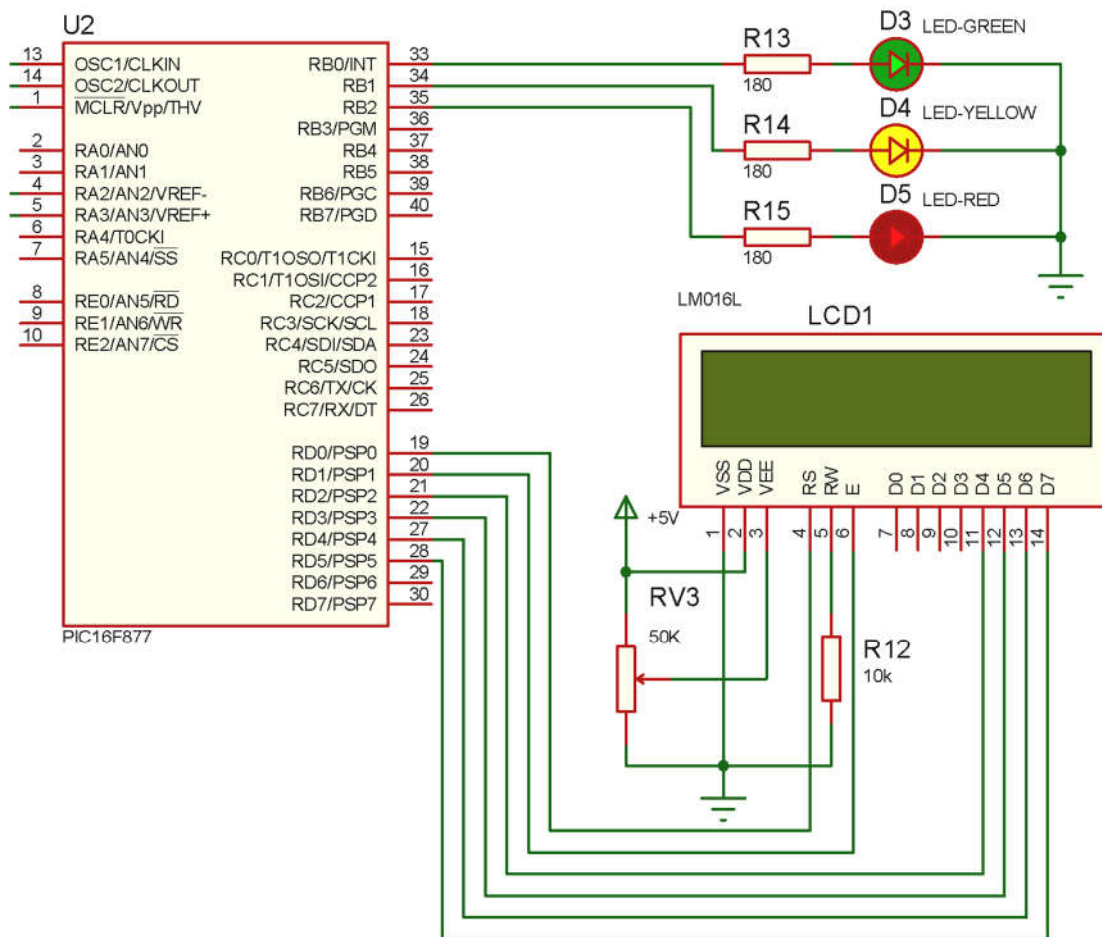 U2
13 OSC1/CLKIN RB0/INT 33
14 OSC2/CLKOUT RB1 34
1 MCLR/Vpp/THV RB2 35
RB3/PGM 36
2 RA0/AN0 RB4 37
3 RA1/AN1 RB5 38
4 RA2/AN2/VREF- RB6/PGC 39
5 RA3/AN3/VREF+ RB7/PGD 40
6 RA4/T0CKI
7 RA5/AN4/SS RC0/T1OSO/T1CKI 15
RC1/T1OSI/CCP2 16
8 RE0/AN5/RD RC2/CCP1 17
9 RE1/AN6/WR RC3/SCK/SCL 18
10 RE2/AN7/CS RC4/SDI/SDA 23
RC5/SDO 24
RC6/TX/CK 25
RC7/RX/DT 26
RD0/PSP0 19
RD1/PSP1 20
RD2/PSP2 21
RD3/PSP3 22
RD4/PSP4 27
RD5/PSP5 28
RD6/PSP6 29
RD7/PSP7 30
PIC16F877
R13
180
D3 LED-GREEN
R14
180
D4 LED-YELLOW
R15
180
D5 LED-RED
LM016L
LCD1
VSS VDD VEE RS RW E D0 D1 D2 D3 D4 D5 D6 D7
1 2 3 4 5 6 7 8 9 10 11 12 13 14
+5V
RV3
50K
R12
10k